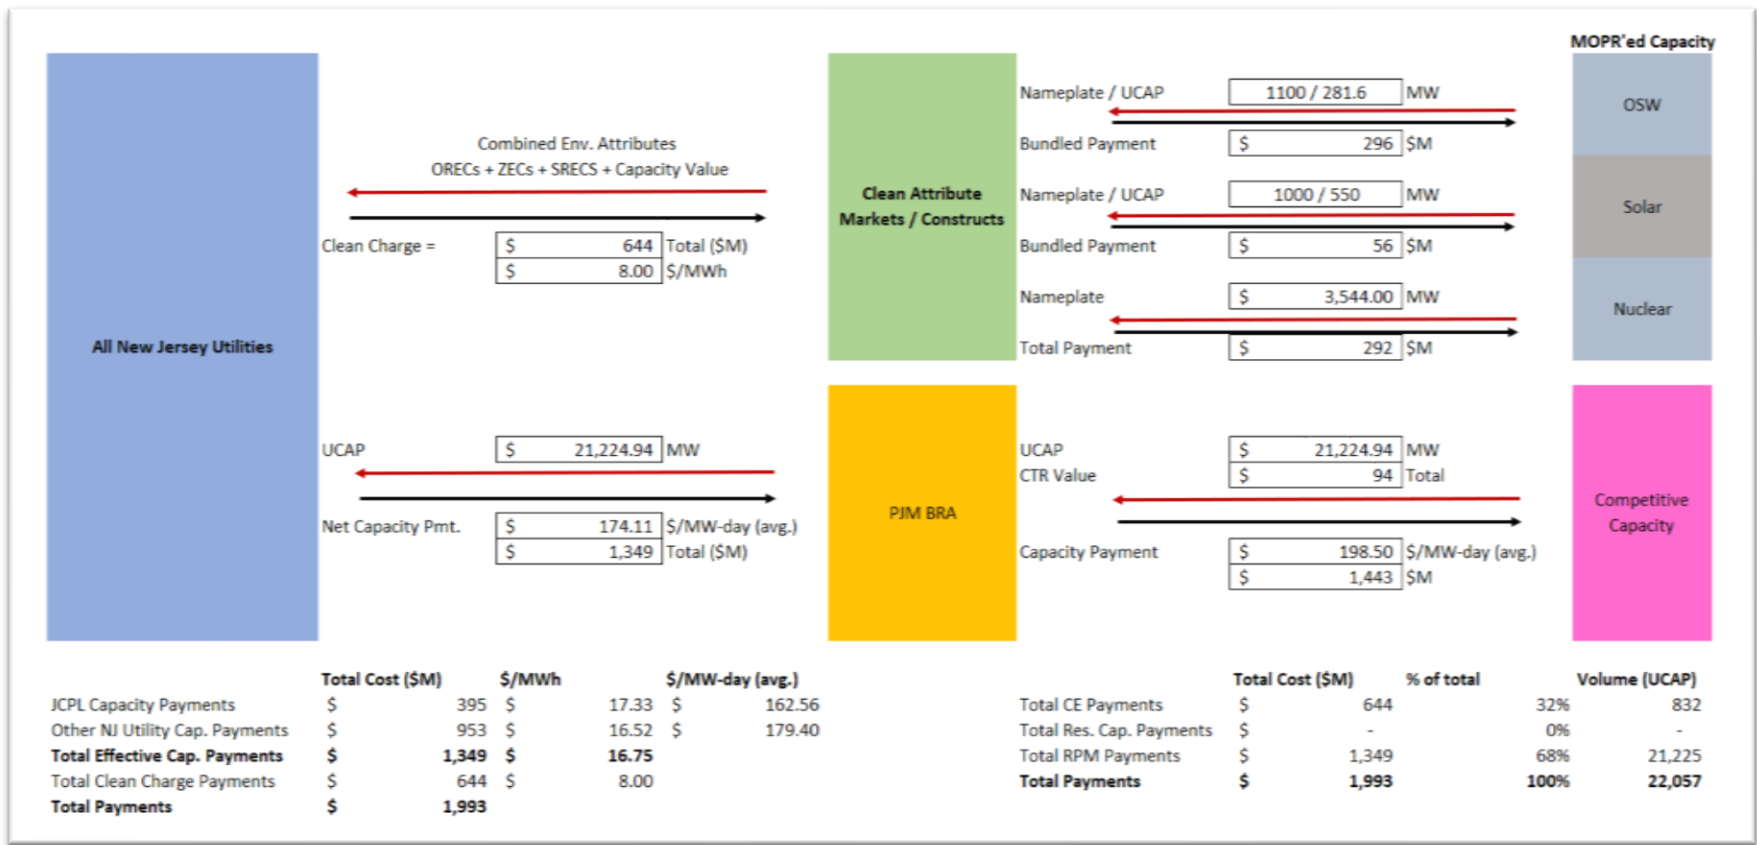 MOPR'ed Capacity
All New Jersey Utilities
Combined Env. Attributes
ORECs + ZECs + SRECS + Capacity Value
Clean Charge = $ 644 Total ($M)
$ 8.00 $/MWh
UCAP $ 21,224.94 MW
Net Capacity Pmt. $ 174.11 $/MW-day (avg.)
$ 1,349 Total ($M)
Clean Attribute
Markets / Constructs
PJM BRA
Nameplate / UCAP 1100 / 281.6 MW
Bundled Payment $ 296 $M
Nameplate / UCAP 1000 / 550 MW
Bundled Payment $ 56 $M
Nameplate $ 3,544.00 MW
Total Payment $ 292 $M
UCAP $ 21,224.94 MW
CTR Value $ 94 Total
Capacity Payment $ 198.50 $/MW-day (avg.)
$ 1,443 $M
OSW
Solar
Nuclear
Competitive
Capacity
Total Cost ($M) $/MWh $/MW-day (avg.)
JCPL Capacity Payments $ 395 $ 17.33 $ 162.56
Other NJ Utility Cap. Payments $ 953 $ 16.52 $ 179.40
Total Effective Cap. Payments $ 1,349 $ 16.75
Total Clean Charge Payments $ 644 $ 8.00
Total Payments $ 1,993
Total Cost ($M) % of total Volume (UCAP)
Total CE Payments $ 644 32% 832
Total Res. Cap. Payments $ - 0% -
Total RPM Payments $ 1,349 68% 21,225
Total Payments $ 1,993 100% 22,057